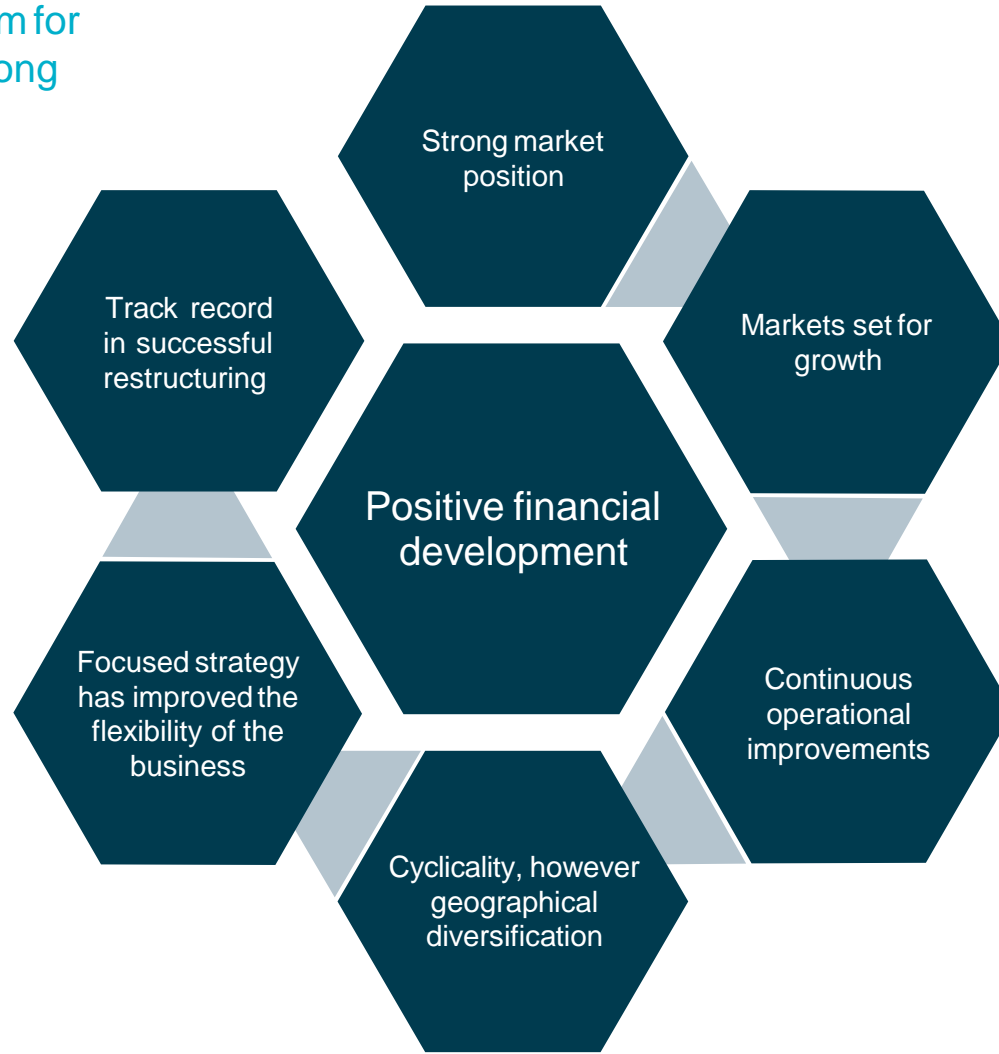 m for
ong
Strong market
position
Markets set for
growth
Continuous
operational
improvements
Cyclicality, however
geographical
diversification
Focused strategy
has improved the
flexibility of the
business
Track record
in successful
restructuring
Positive financial
development